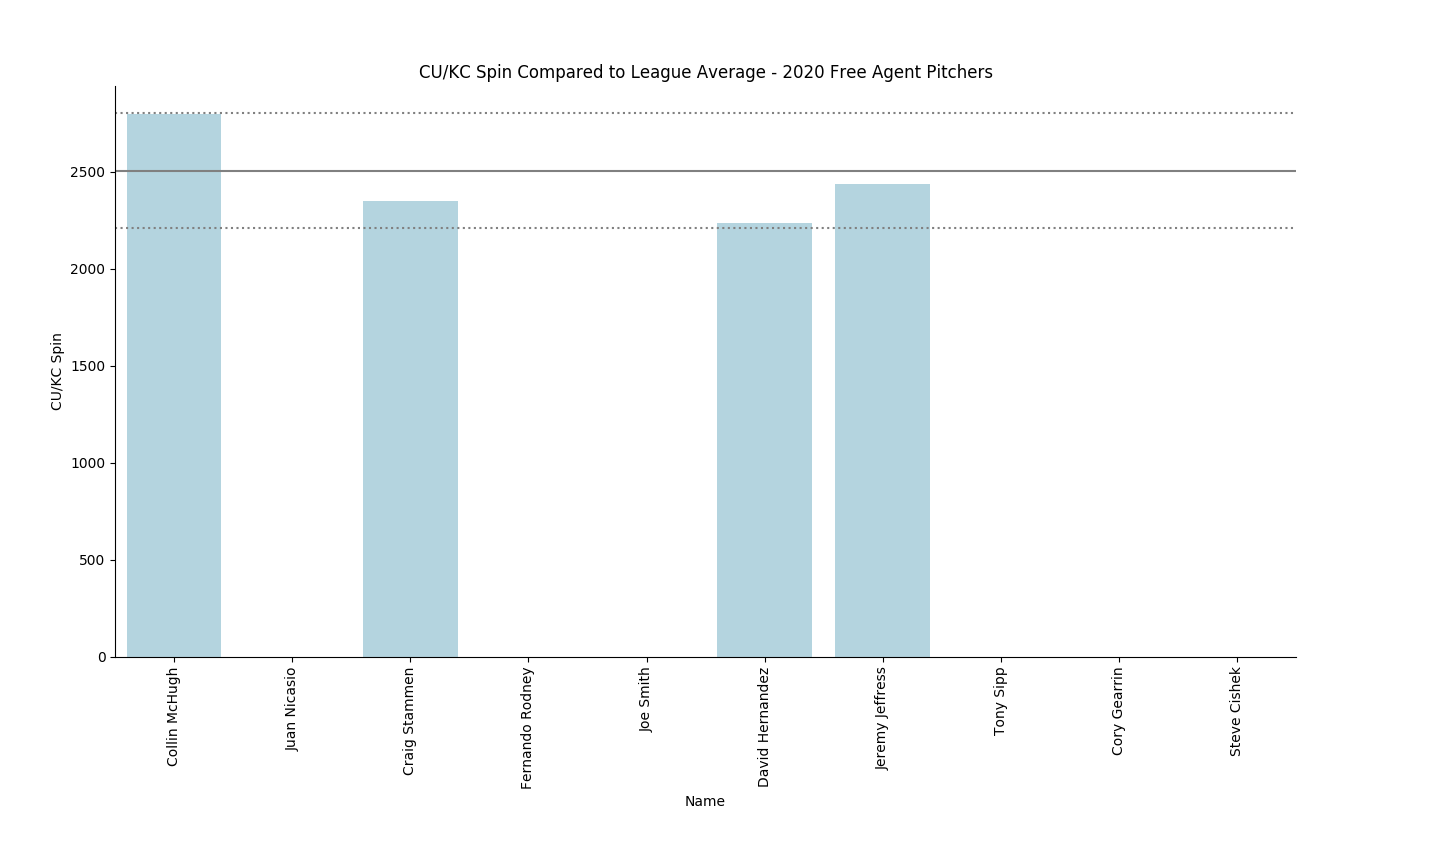 CU/KC Spin Compared to League Average - 2020 Free Agent Pitchers
CU/KC Spin
2500
2000
1500
1000
500
0
Collin McHugh
Juan Nicasio
Craig Stammen
Fernando Rodney
Joe Smith
David Hernandez
Jeremy Jeffress
Tony Sipp
Cory Gearrin
Steve Cishek
Name